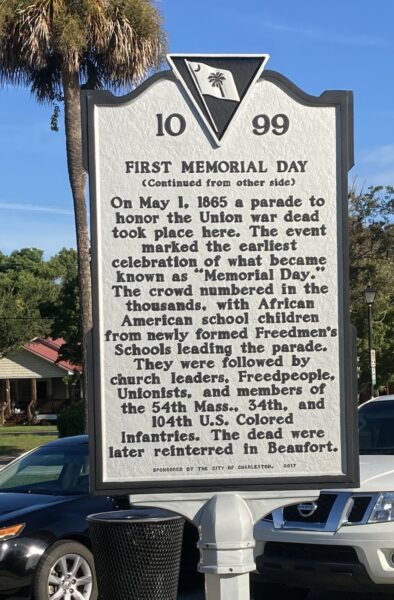 10 99
FIRST MEMORIAL DAY
(Continued from other side)
On May 1, 1865 a parade to
honor the Union war dead
took place here. The event
marked the earliest
celebration of what became
known as "Memorial Day."
The crowd numbered in the
thousands, with African
American school children
from newly formed Freedmen's
Schools leading the parade.
They were followed by
church leaders, Freedpeople,
Unionists, and members of
the 54th Mass., 34th, and
104th U.S. Colored
Infantries. The dead were
later reinterred in Beaufort.
SPONSORED BY THE CITY OF CHARLESTON, 2017